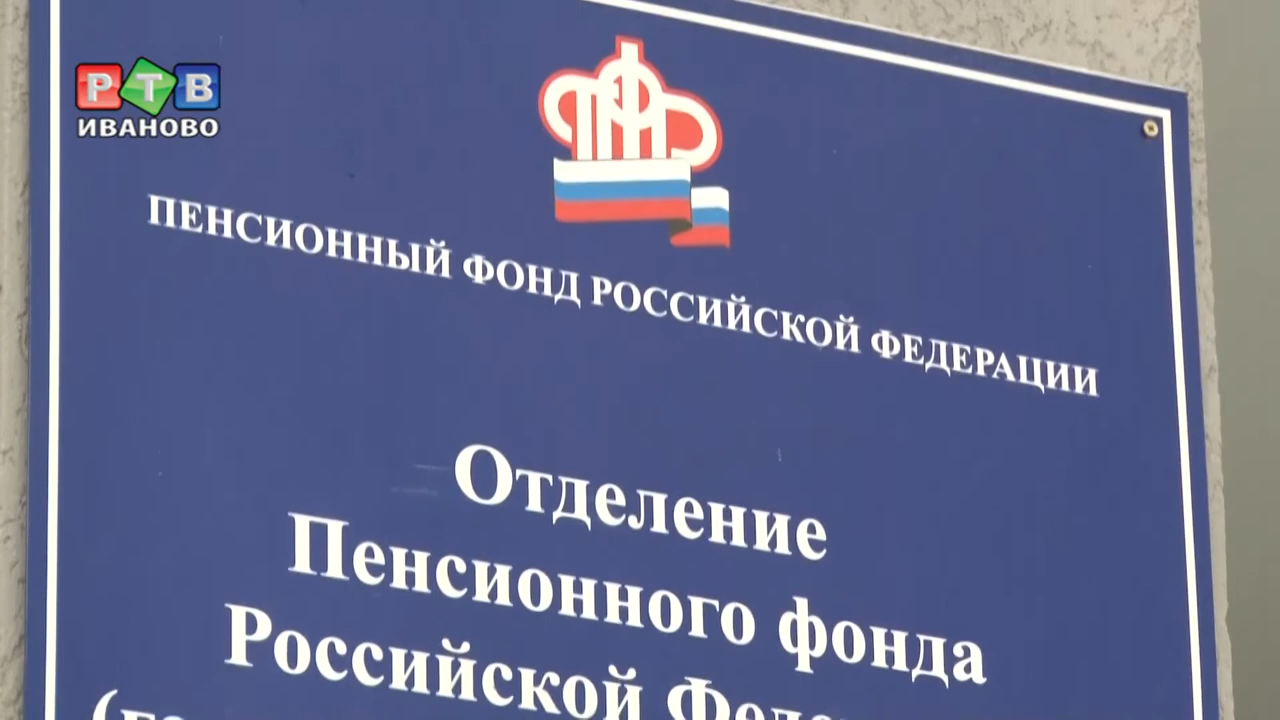 РТВ
ИВАНОВО
ПЕНСИОННЫЙ ФОНД РОССИЙСКОЙ ФЕДЕРАЦИИ
Отделение
Пенсионного фонда
Российской